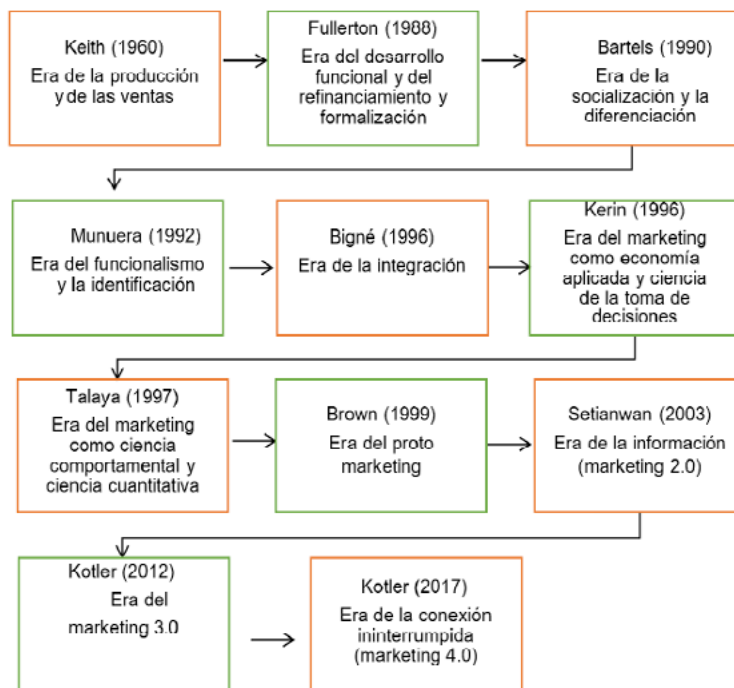 Keith (1960)
Era de la producción
y de las ventas
Fullerton (1988)
Era del desarrollo
funcional y del
refinanciamiento y
formalización
Bartels (1990)
Era de la
socialización y la
diferenciación
Munuera (1992)
Era del funcionalismo
y la identificación
Bigné (1996)
Era de la integración
Kerin (1996)
Era del marketing
como economía
aplicada y ciencia
de la toma de
decisiones
Talaya (1997)
Era del marketing
como ciencia
comportamental y
ciencia cuantitativa
Brown (1999)
Era del proto
marketing
Setianwan (2003)
Era de la información
(marketing 2.0)
Kotler (2012)
Era del
marketing 3.0
Kotler (2017)
Era de la conexión
ininterrumpida
(marketing 4.0)